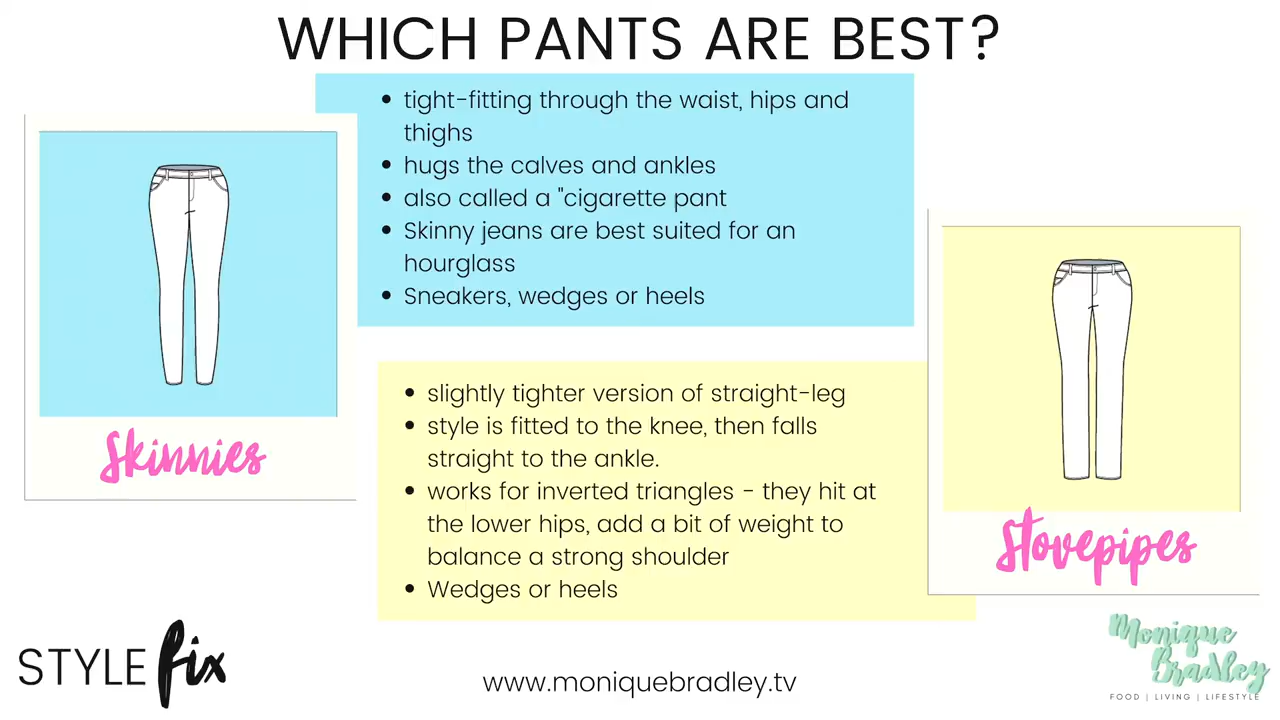 WHICH PANTS ARE BEST?
• tight-fitting through the waist, hips and
thighs
• hugs the calves and ankles
• also called a "cigarette pant
• Skinny jeans are best suited for an
hourglass
• Sneakers, wedges or heels
Skinnies
• slightly tighter version of straight-leg
• style is fitted to the knee, then falls
straight to the ankle.
• works for inverted triangles - they hit at
the lower hips, add a bit of weight to
balance a strong shoulder
• Wedges or heels
Stovepipes
STYLE fix
www.moniquebradley.tv
Monique
Bradley
FOOD | LIVING | LIFESTYLE